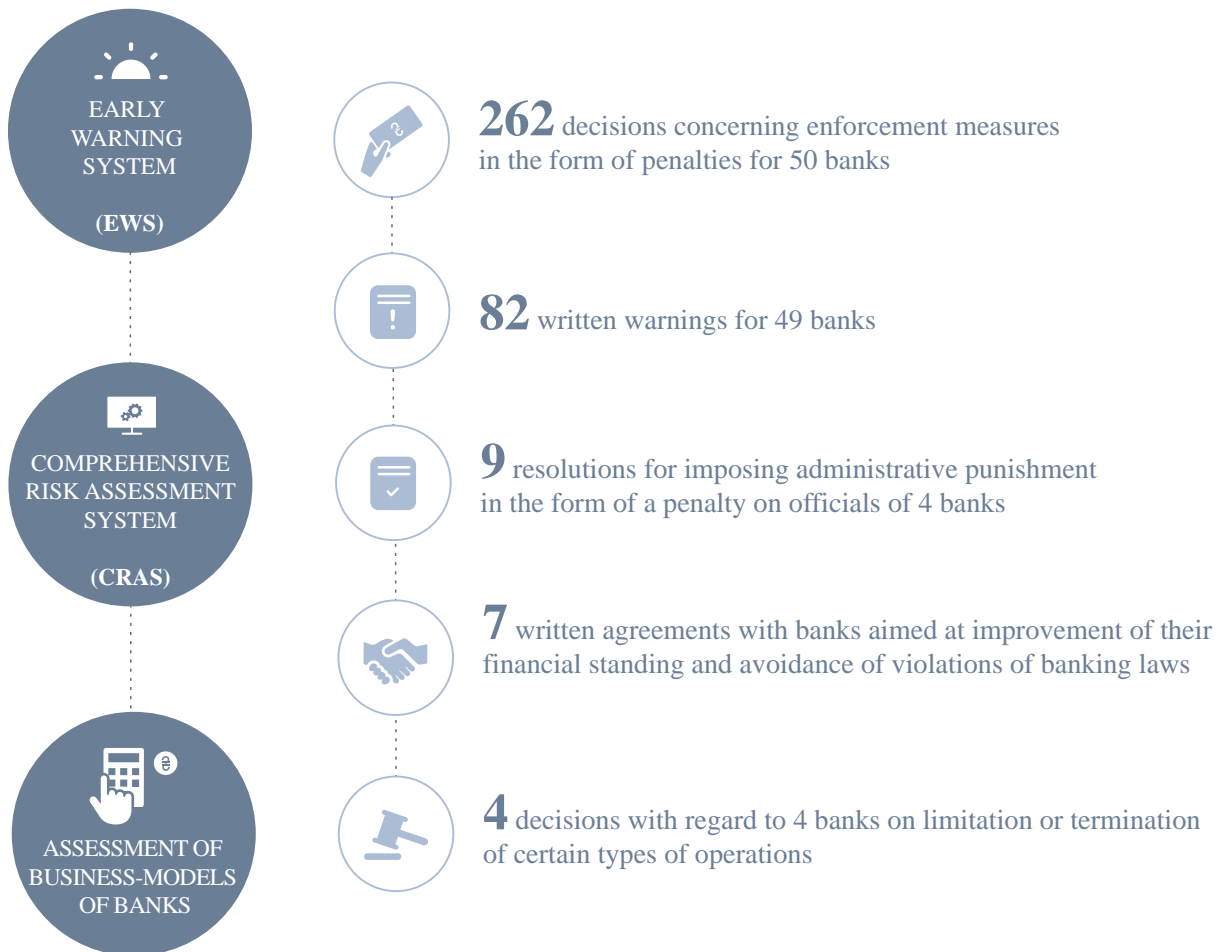 EARLY
WARNING
SYSTEM
(EWS)
COMPREHENSIVE
RISK ASSESSMENT
SYSTEM
(CRAS)
ASSESSMENT OF
BUSINESS-MODELS
OF BANKS
262 decisions concerning enforcement measures
in the form of penalties for 50 banks
82 written warnings for 49 banks
9 resolutions for imposing administrative punishment
in the form of a penalty on officials of 4 banks
7 written agreements with banks aimed at improvement of their
financial standing and avoidance of violations of banking laws
4 decisions with regard to 4 banks on limitation or termination
of certain types of operations